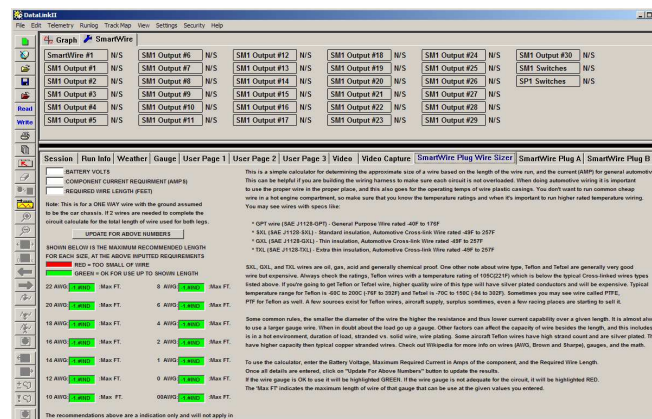 DataLinkII
File Edit Telemetry Runlog Track Map View Settings Security Help
Graph SmartWire
SmartWire #1 N/S SM1 Output #6 N/S SM1 Output #12 N/S SM1 Output #18 N/S SM1 Output #24 N/S SM1 Output #30 N/S
SM1 Output #1 N/S SM1 Output #7 N/S SM1 Output #13 N/S SM1 Output #19 N/S SM1 Output #25 N/S SM1 Switches N/S
SM1 Output #2 N/S SM1 Output #8 N/S SM1 Output #14 N/S SM1 Output #20 N/S SM1 Output #26 N/S SP1 Switches N/S
SM1 Output #3 N/S SM1 Output #9 N/S SM1 Output #15 N/S SM1 Output #21 N/S SM1 Output #27 N/S
SM1 Output #4 N/S SM1 Output #10 N/S SM1 Output #16 N/S SM1 Output #22 N/S SM1 Output #28 N/S
SM1 Output #5 N/S SM1 Output #11 N/S SM1 Output #17 N/S SM1 Output #23 N/S SM1 Output #29 N/S
Read
Write
Session Run Info Weather Gauge User Page 1 User Page 2 User Page 3 Video Video Capture SmartWire Plug Wire Sizer SmartWire Plug A SmartWire Plug B
BATTERY VOLTS
COMPONENT CURRENT REQUIRMENT (AMPS)
REQUIRED WIRE LENGTH (FEET)
Note: This is for a ONE WAY wire with the ground assumed
to be the car chassis. If 2 wires are needed to complete the
circuit calculate for the total length of wire used for both legs.
UPDATE FOR ABOVE NUMBERS
SHOWN BELOW IS THE MAXIMUM RECOMMENDED LENGTH
FOR EACH SIZE, AT THE ABOVE INPUTTED REQUIREMENTS
RED = TOO SMALL OF WIRE
GREEN = OK FOR USE UP TO SHOWN LENGTH
22 AWG -1.#IND :Max FT. 8 AWG -1.#IND :Max FT.
20 AWG -1.#IND :Max FT. 6 AWG -1.#IND :Max FT.
18 AWG -1.#IND :Max FT. 4 AWG -1.#IND :Max FT.
16 AWG -1.#IND :Max FT. 2 AWG -1.#IND :Max FT.
14 AWG -1.#IND :Max FT. 1 AWG -1.#IND :Max FT.
12 AWG -1.#IND :Max FT. 0 AWG -1.#IND :Max FT.
10 AWG -1.#IND :Max FT. 00AWG -1.#IND :Max FT.
The recommendations above are a indication only and will not apply in
This is a simple calculator for determining the approximate size of a wire based on the length of the wire run, and the current (AMP) for general automotiv
This can be helpful if you are building the wiring harness to make sure each circuit is not overloaded. When doing automotive wiring it is important
to use the proper wire in the proper place, and this also goes for the operating temps of wire plastic casings. You don't want to run common cheap
wire in a hot engine compartment, so make sure that you know the temperature ratings and when it's important to run higher rated temperature wiring.
You may see wires with specs like:
* GPT wire (SAE J1128-GPT) - General Purpose Wire rated -40F to 175F
* SXL (SAE J1128-SXL) - Standard insulation, Automotive Cross-link Wire rated -49F to 257F
* GXL (SAE J1128-GXL) - Thin insulation, Automotive Cross-link Wire rated -49F to 257F
* TXL (SAE J1128-TXL) - Extra thin insulation, Automotive Cross-link Wire rated -49F to 257F
SXL, GXL, and TXL wires are oil, gas, acid and generally chemical proof. One other note about wire type, Teflon and Tefzel are generally very good
wire but expensive. Always check the ratings, Teflon wires with a temperature rating of 105C(221F) which is below the typical Cross-linked wires types
listed above. If you're going to get Teflon or Tefzel wire, higher quality wire of this type will have silver plated conductors and will be expensive. Typical
temperature range for Teflon is -60C to 200C (-76F to 392F) and Tefzel is -70C to 150C (-94 to 302F). Sometimes you may see wire called PTFE,
PTF for Teflon as well. A few sources exist for Teflon wires, aircraft supply, surplus somtimes, even a few racing places are starting to sell it.
Some common rules, the smaller the diameter of the wire the higher the resistance and thus lower current capability over a given length. It is almost alw
to use a larger gauge wire. When in doubt about the load go up a gauge. Other factors can affect the capacity of wire besides the length, and this includes
is in a hot environment, duration of load, stranded vs. solid wire, wire plating. Some aircraft Teflon wires have high strand count and are silver plated. Th
have higher capacity then typical copper stranded wires. Check out Wikipedia for more info on wires (AWG, Brown and Sharpe), gauges, and the math.
To use the calculator, enter the Battery Voltage, Maximum Required Current in Amps of the component, and the Required Wire Length.
Once all details are entered, click on "Update For Above Numbers" button to update the results.
If the wire gauge is OK to use it will be highlighted GREEN. If the wire gauge is not adequate for the circuit, it will be highlighted RED.
The 'Max FT' indicates the maximum length of wire of that gauge that can be use at the given values you entered.